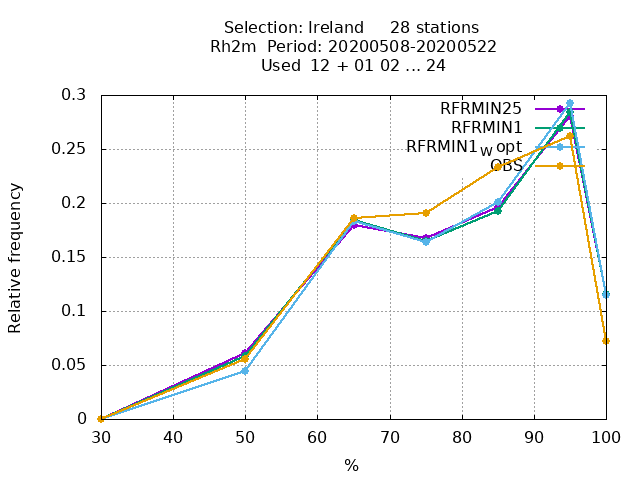 Selection: Ireland 28 stations
Rh2m Period: 20200508-20200522
Used 12 + 01 02 ... 24
Relative frequency
0.3
0.25
0.2
0.15
0.1
0.05
0
RFRMIN25
RFRMIN1
RFRMIN1w opt
OBS
30 40 50 60 70 80 90 100
%